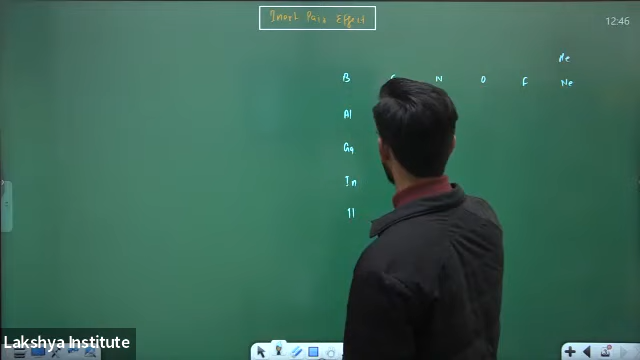 Inert Pair Effect
12:46
He
B C N O F Ne
Al
Ga
In
Tl
Lakshya Institute